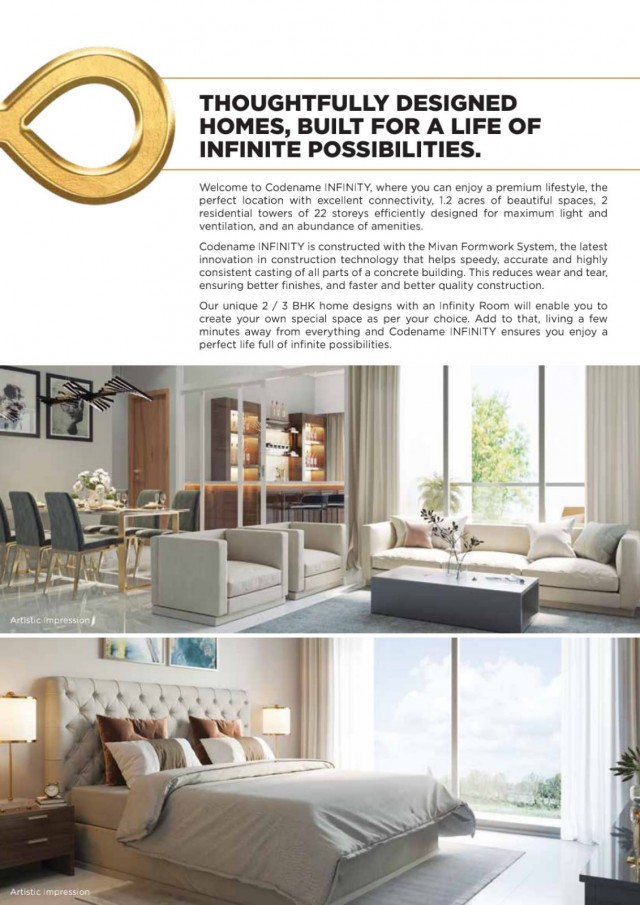 THOUGHTFULLY DESIGNED
HOMES, BUILT FOR A LIFE OF
INFINITE POSSIBILITIES.
Welcome to Codename INFINITY, where you can enjoy a premium lifestyle, the
perfect location with excellent connectivity, 1.2 acres of beautiful spaces, 2
residential towers of 22 storeys efficiently designed for maximum light and
ventilation, and an abundance of amenities.
Codename INFINITY is constructed with the Mivan Formwork System, the latest
innovation in construction technology that helps speedy, accurate and highly
consistent casting of all parts of a concrete building. This reduces wear and tear,
ensuring better finishes, and faster and better quality construction.
Our unique 2 / 3 BHK home designs with an Infinity Room will enable you to
create your own special space as per your choice. Add to that, living a few
minutes away from everything and Codename INFINITY ensures you enjoy a
perfect life full of infinite possibilities.
Artistic Impression
Artistic Impression